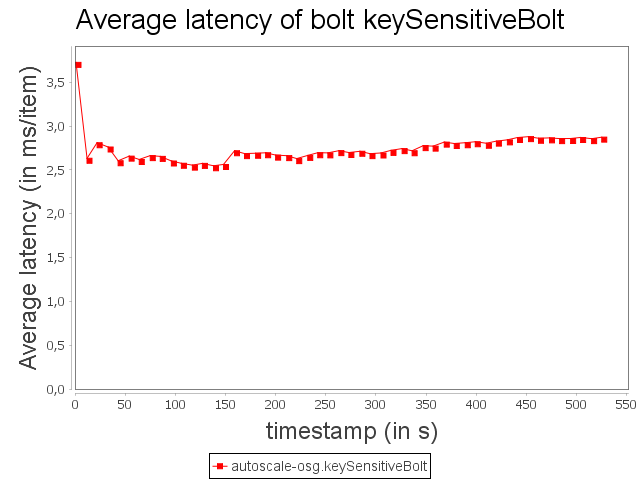 Average latency of bolt keySensitiveBolt
Average latency (in ms/item)
3,5
3,0
2,5
2,0
1,5
1,0
0,5
0,0
0 50 100 150 200 250 300 350 400 450 500 550
timestamp (in s)
autoscale-osg.keySensitiveBolt